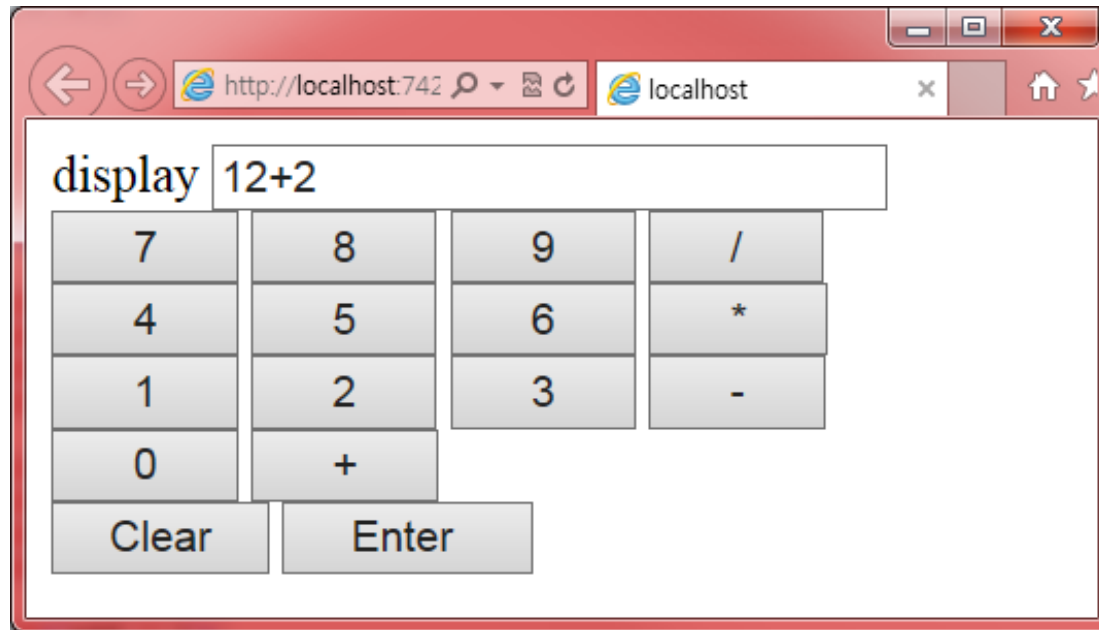 http://localhost:742 localhost
display 12+2
7 8 9 /
4 5 6 *
1 2 3 -
0 +
Clear Enter